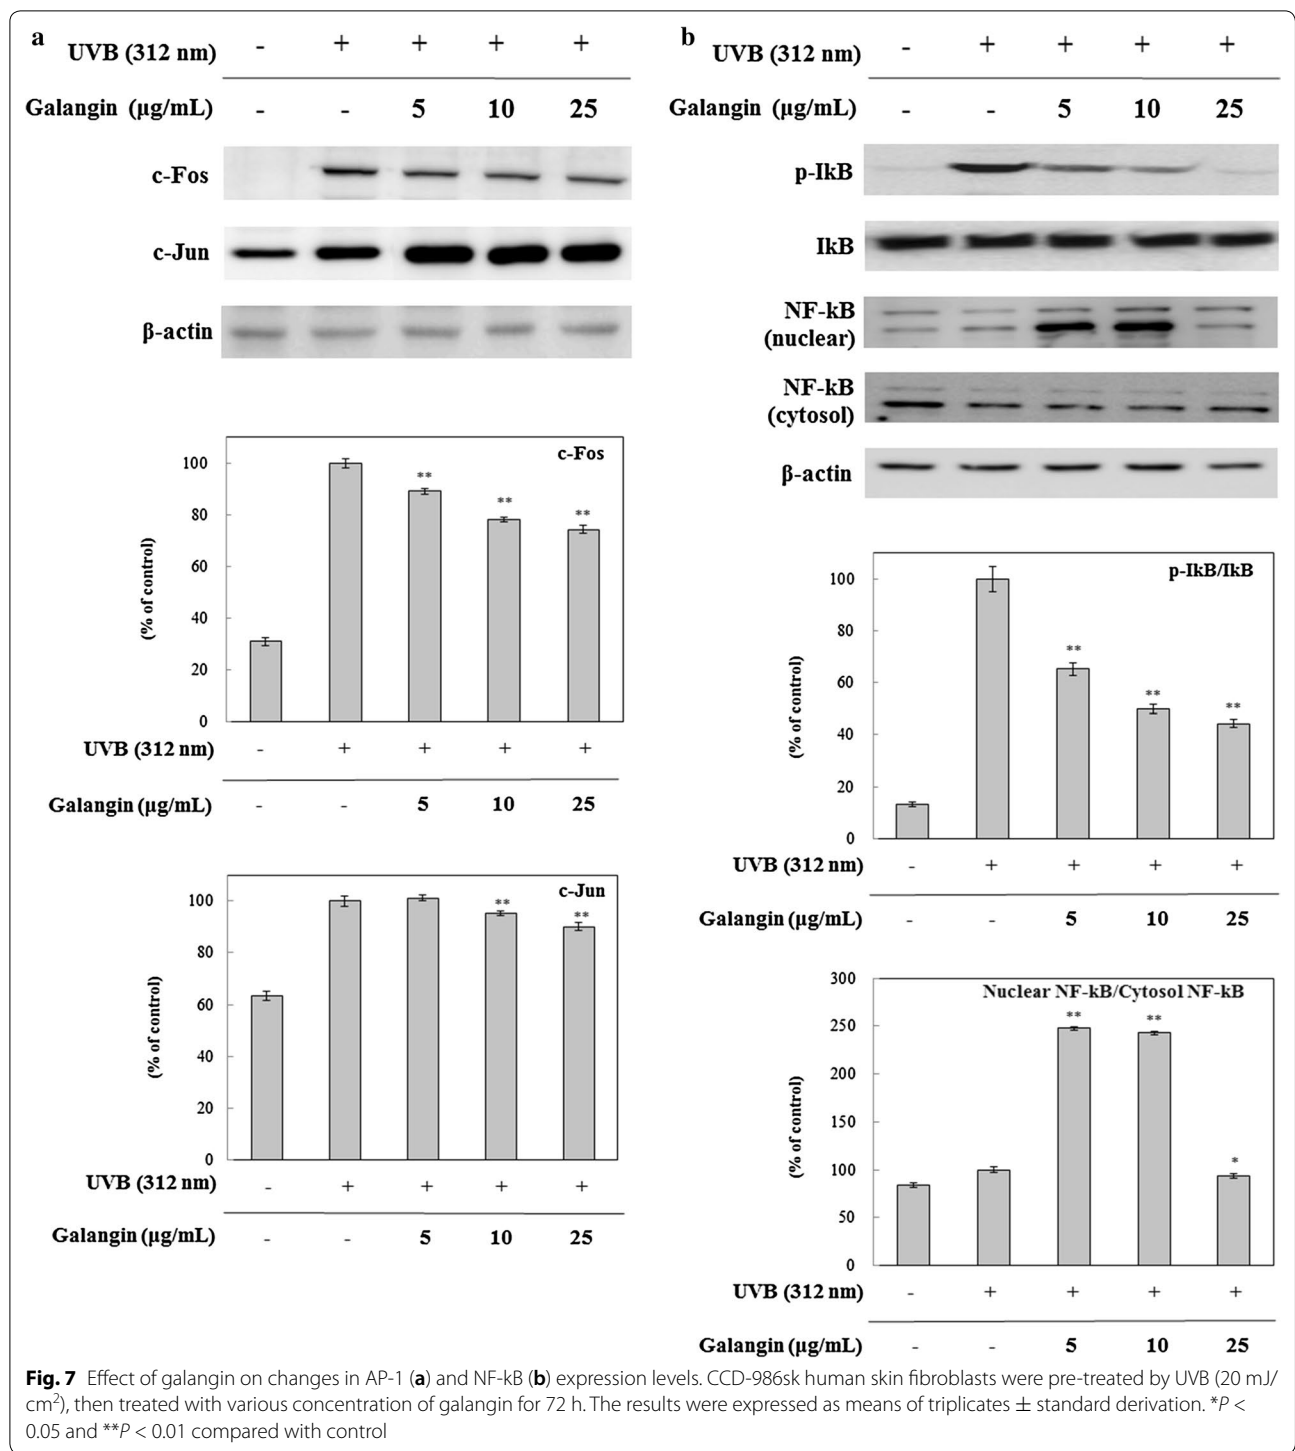 a
UVB (312 nm) - + + + +
Galangin (µg/mL) - - 5 10 25
c-Fos
c-Jun
β-actin
c-Fos
100
80
60
40
20
0
(% of control)
** ** **
UVB (312 nm) - + + + +
Galangin (µg/mL) - - 5 10 25
c-Jun
100
80
60
40
20
0
(% of control)
** **
UVB (312 nm) - + + + +
Galangin (µg/mL) - - 5 10 25
b
UVB (312 nm) - + + + +
Galangin (µg/mL) - - 5 10 25
p-IkB
IkB
NF-kB
(nuclear)
NF-kB
(cytosol)
β-actin
p-IkB/IkB
100
80
60
40
20
0
(% of control)
** ** **
UVB (312 nm) - + + + +
Galangin (µg/mL) - - 5 10 25
Nuclear NF-kB/Cytosol NF-kB
300
250
200
150
100
50
0
(% of control)
** ** *
UVB (312 nm) - + + + +
Galangin (µg/mL) - - 5 10 25
Fig. 7 Effect of galangin on changes in AP-1 (a) and NF-kB (b) expression levels. CCD-986sk human skin fibroblasts were pre-treated by UVB (20 mJ/
cm²), then treated with various concentration of galangin for 72 h. The results were expressed as means of triplicates ± standard derivation. *P <
0.05 and **P < 0.01 compared with control